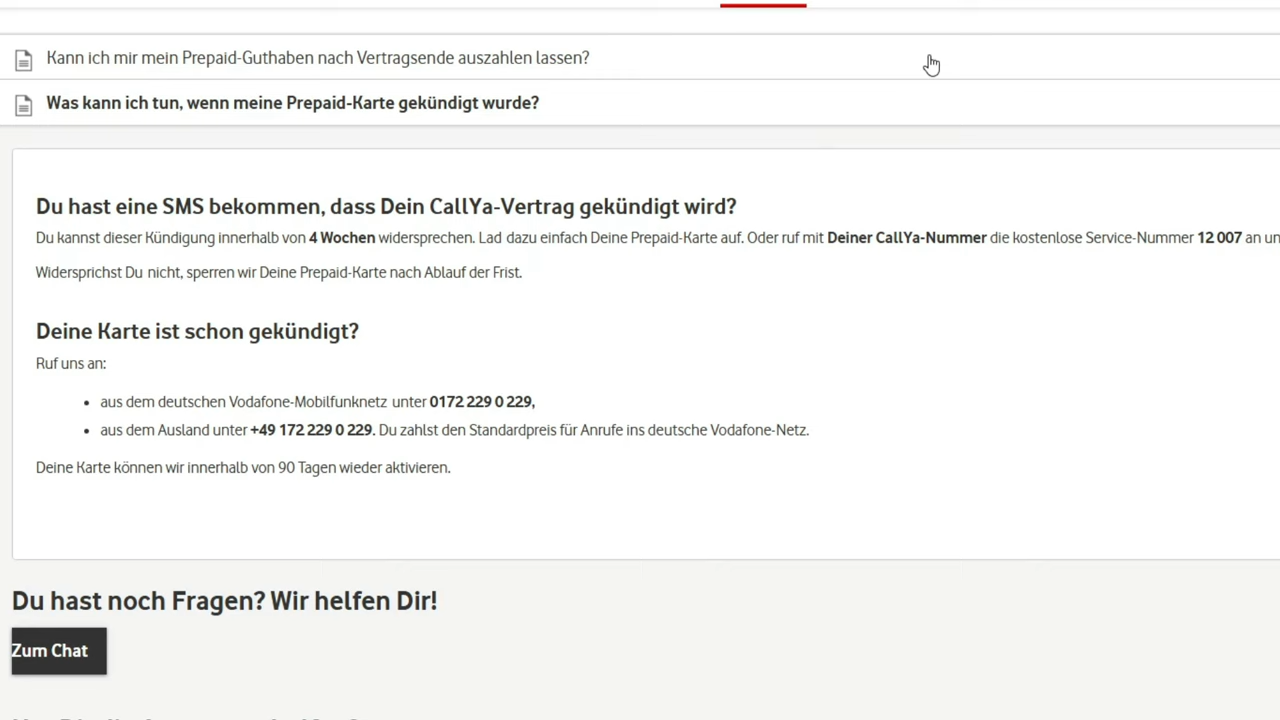 Kann ich mir mein Prepaid-Guthaben nach Vertragsende auszahlen lassen?
Was kann ich tun, wenn meine Prepaid-Karte gekündigt wurde?
Du hast eine SMS bekommen, dass Dein CallYa-Vertrag gekündigt wird?
Du kannst dieser Kündigung innerhalb von 4 Wochen widersprechen. Lad dazu einfach Deine Prepaid-Karte auf. Oder ruf mit Deiner CallYa-Nummer die kostenlose Service-Nummer 12 007 an
Widersprichst Du nicht, sperren wir Deine Prepaid-Karte nach Ablauf der Frist.
Deine Karte ist schon gekündigt?
Ruf uns an:
• aus dem deutschen Vodafone-Mobilfunknetz unter 0172 229 0 229,
• aus dem Ausland unter +49 172 229 0 229. Du zahlst den Standardpreis für Anrufe ins deutsche Vodafone-Netz.
Deine Karte können wir innerhalb von 90 Tagen wieder aktivieren.
Du hast noch Fragen? Wir helfen Dir!
Zum Chat